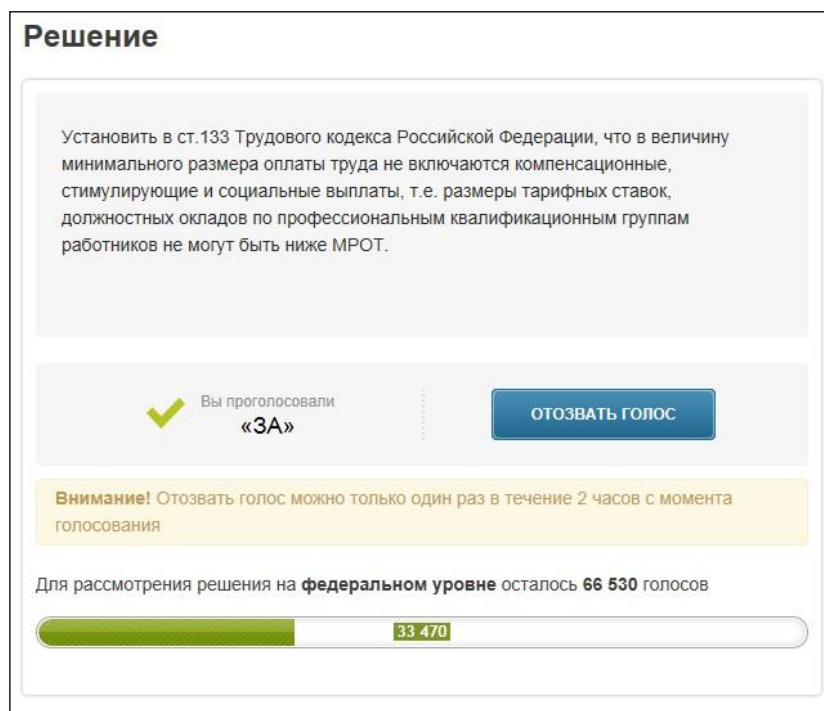 Решение
Установить в ст.133 Трудового кодекса Российской Федерации, что в величину
минимального размера оплаты труда не включаются компенсационные,
стимулирующие и социальные выплаты, т.е. размеры тарифных ставок,
должностных окладов по профессиональным квалификационным группам
работников не могут быть ниже МРОТ.
Вы проголосовали
«ЗА»
ОТОЗВАТЬ ГОЛОС
Внимание! Отозвать голос можно только один раз в течение 2 часов с момента
голосования
Для рассмотрения решения на федеральном уровне осталось 66 530 голосов
33 470